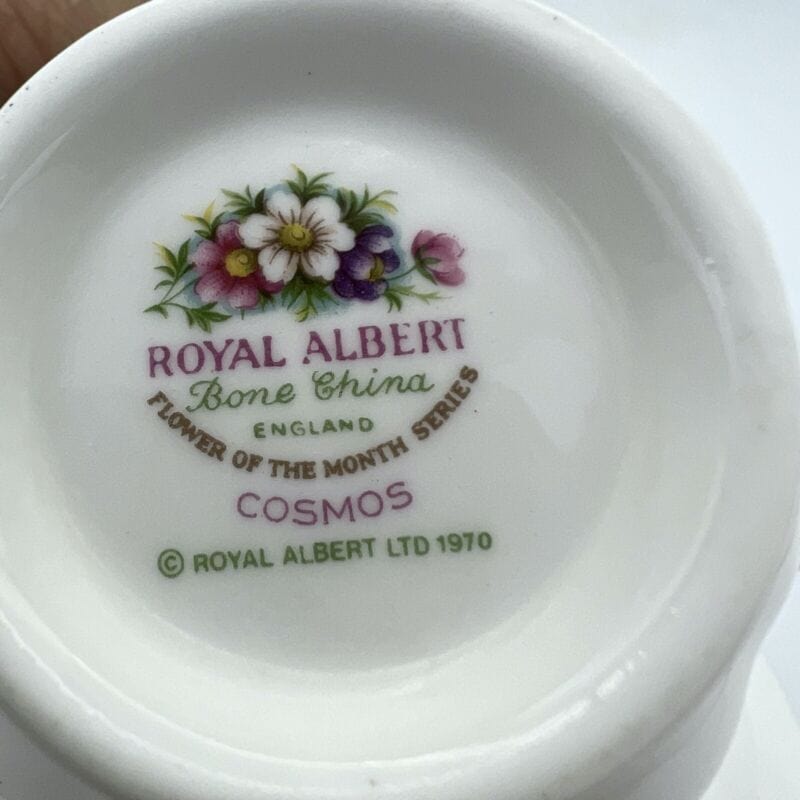 ROYAL ALBERT
Bone China
ENGLAND
FLOWER OF THE MONTH SERIES
COSMOS
© ROYAL ALBERT LTD 1970